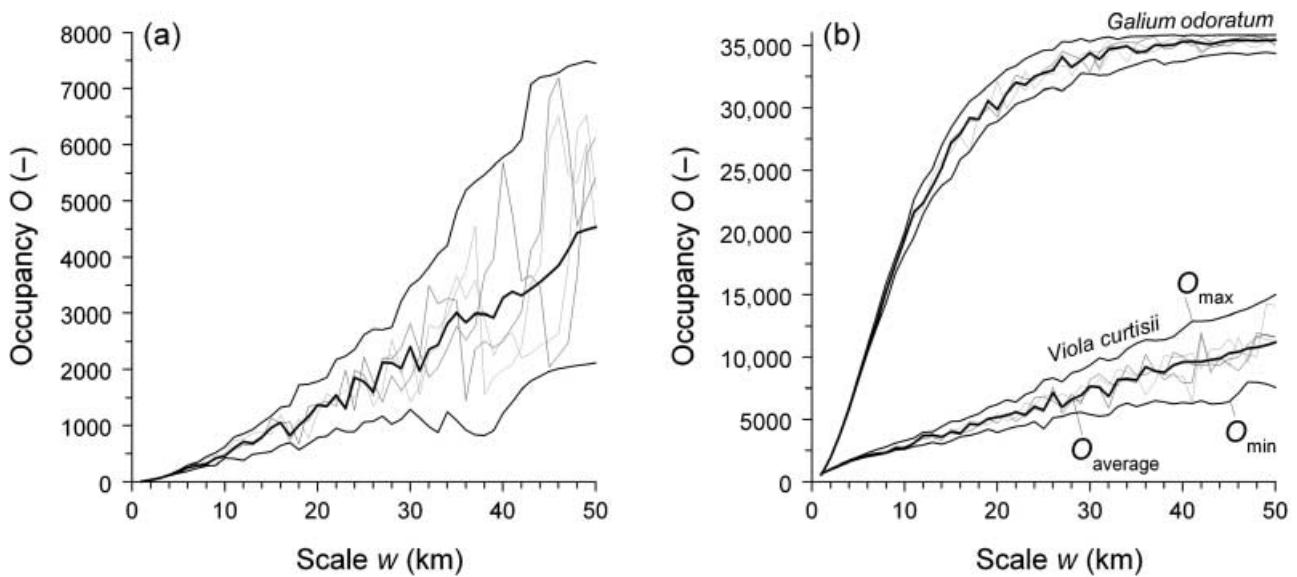 (a)
8000
7000
6000
5000
4000
3000
2000
1000
0
Occupancy O (–)
0 10 20 30 40 50
Scale w (km)
(b)
Galium odoratum
35,000
30,000
25,000
20,000
15,000
10,000
5000
0
Occupancy O (–)
Omax
Viola curtisii
Oaverage
Omin
0 10 20 30 40 50
Scale w (km)